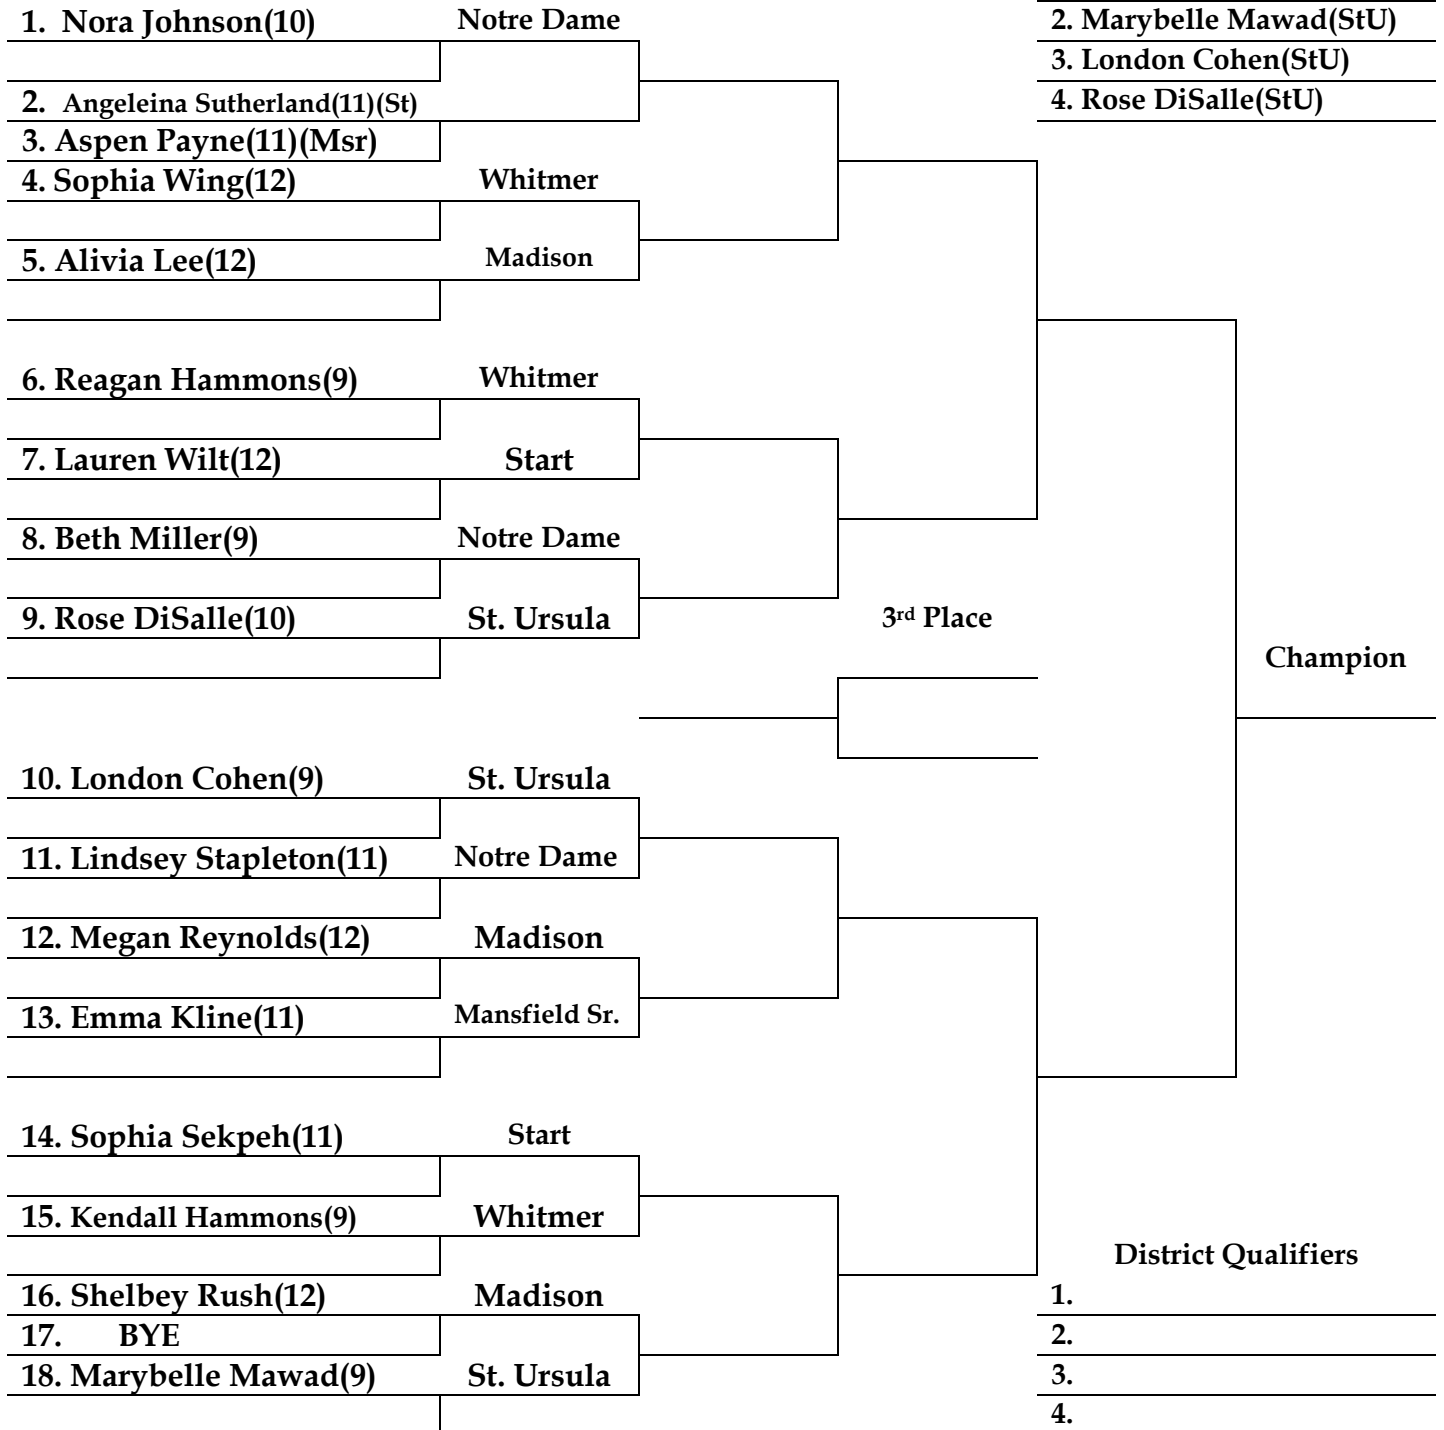 1. Nora Johnson(10) Notre Dame 2. Marybelle Mawad(StU)
3. London Cohen(StU)
2. Angeleina Sutherland(11)(St) 4. Rose DiSalle(StU)
3. Aspen Payne(11)(Msr)
4. Sophia Wing(12) Whitmer
5. Alivia Lee(12) Madison
6. Reagan Hammons(9) Whitmer
7. Lauren Wilt(12) Start
8. Beth Miller(9) Notre Dame
9. Rose DiSalle(10) St. Ursula 3rd Place
Champion
10. London Cohen(9) St. Ursula
11. Lindsey Stapleton(11) Notre Dame
12. Megan Reynolds(12) Madison
13. Emma Kline(11) Mansfield Sr.
14. Sophia Sekpeh(11) Start
15. Kendall Hammons(9) Whitmer
District Qualifiers
16. Shelbey Rush(12) Madison 1.
17. BYE 2.
18. Marybelle Mawad(9) St. Ursula 3.
4.